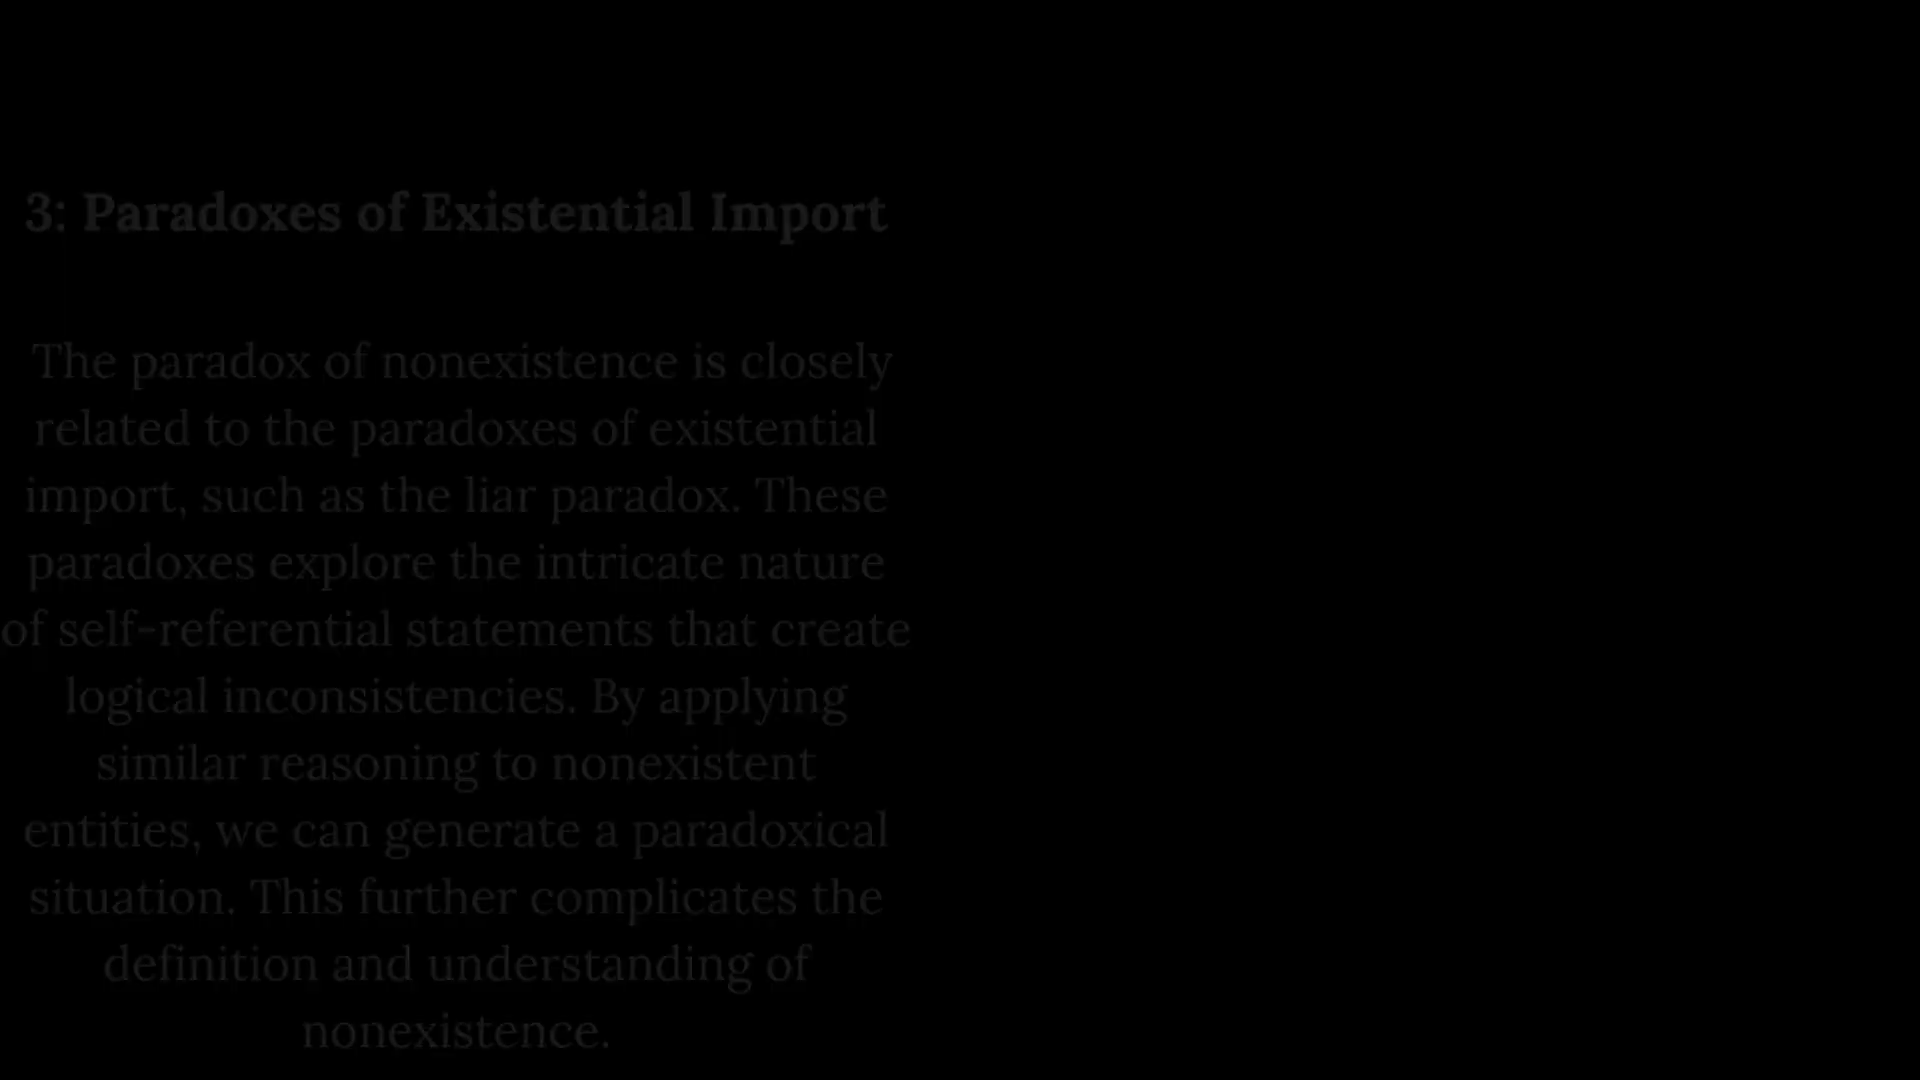 3: Paradoxes of Existential Import
The paradox of nonexistence is closely
related to the paradoxes of existential
import, such as the liar paradox. These
paradoxes explore the intricate nature
of self-referential statements that create
logical inconsistencies. By applying
similar reasoning to nonexistent
entities, we can generate a paradoxical
situation. This further complicates the
definition and understanding of
nonexistence.